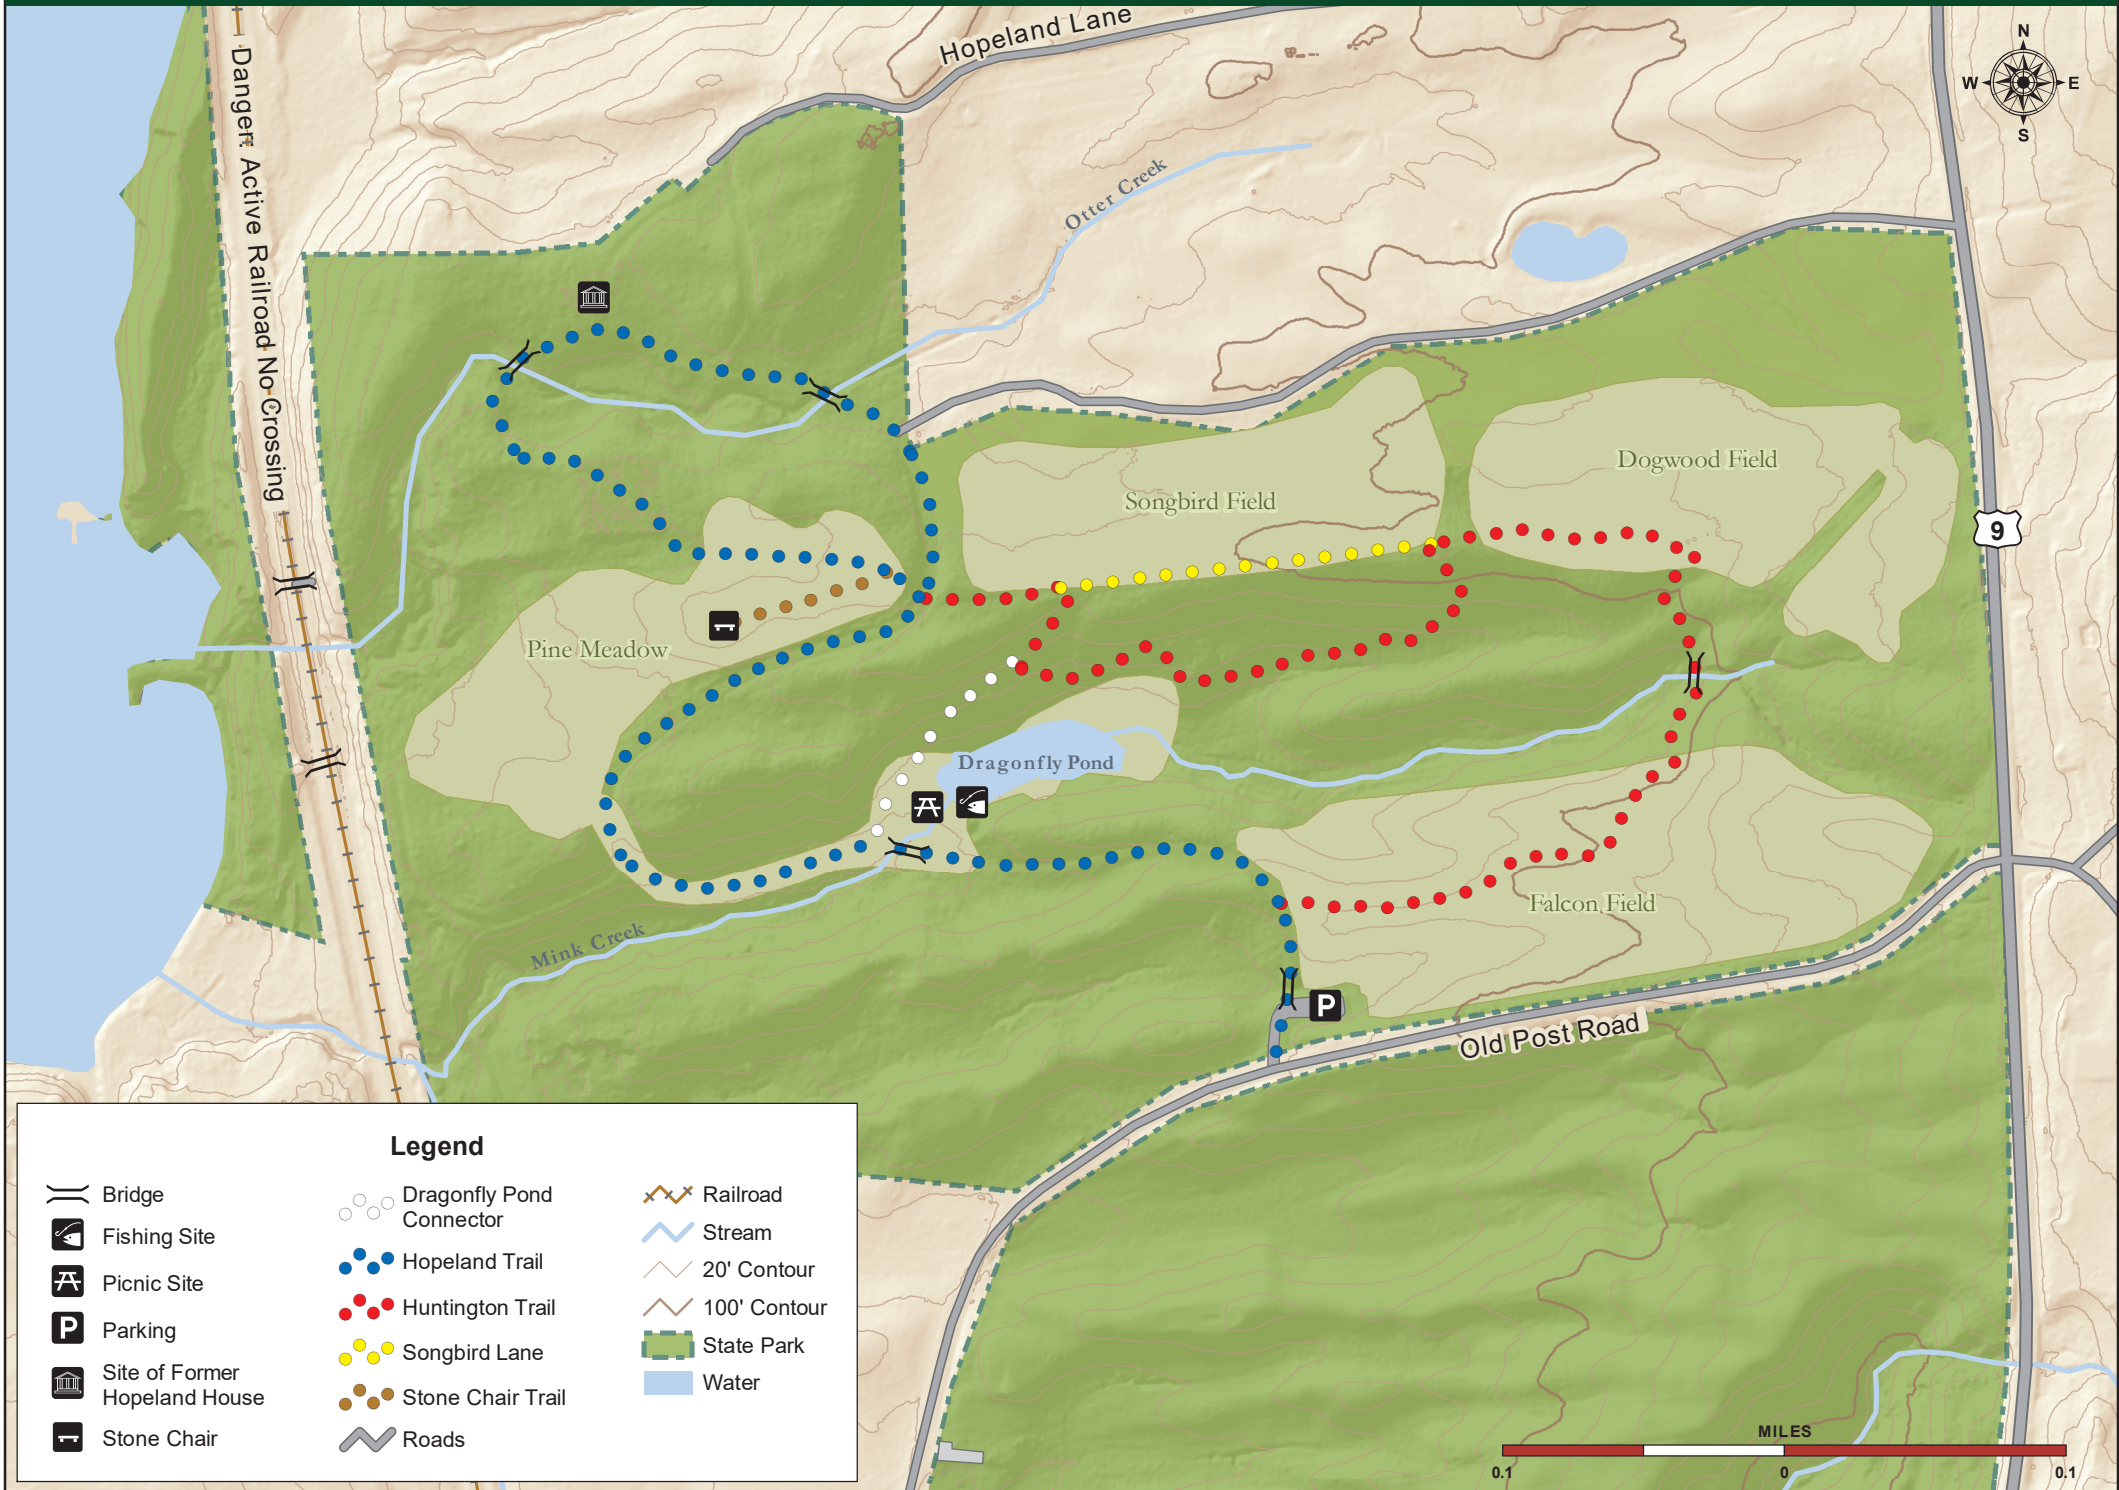 Hopeland Lane
N
W
E
S
Danger: Active Railroad No Crossing
Otter Creek
Songbird Field
Dogwood Field
9
Pine Meadow
Dragonfly Pond
Falcon Field
Mink Creek
P
Old Post Road
Legend
Bridge
Fishing Site
Picnic Site
P
Parking
Site of Former
Hopeland House
Stone Chair
Dragonfly Pond
Connector
Hopeland Trail
Huntington Trail
Songbird Lane
Stone Chair Trail
Roads
Railroad
Stream
20' Contour
100' Contour
State Park
Water
MILES
0.1
0
0.1